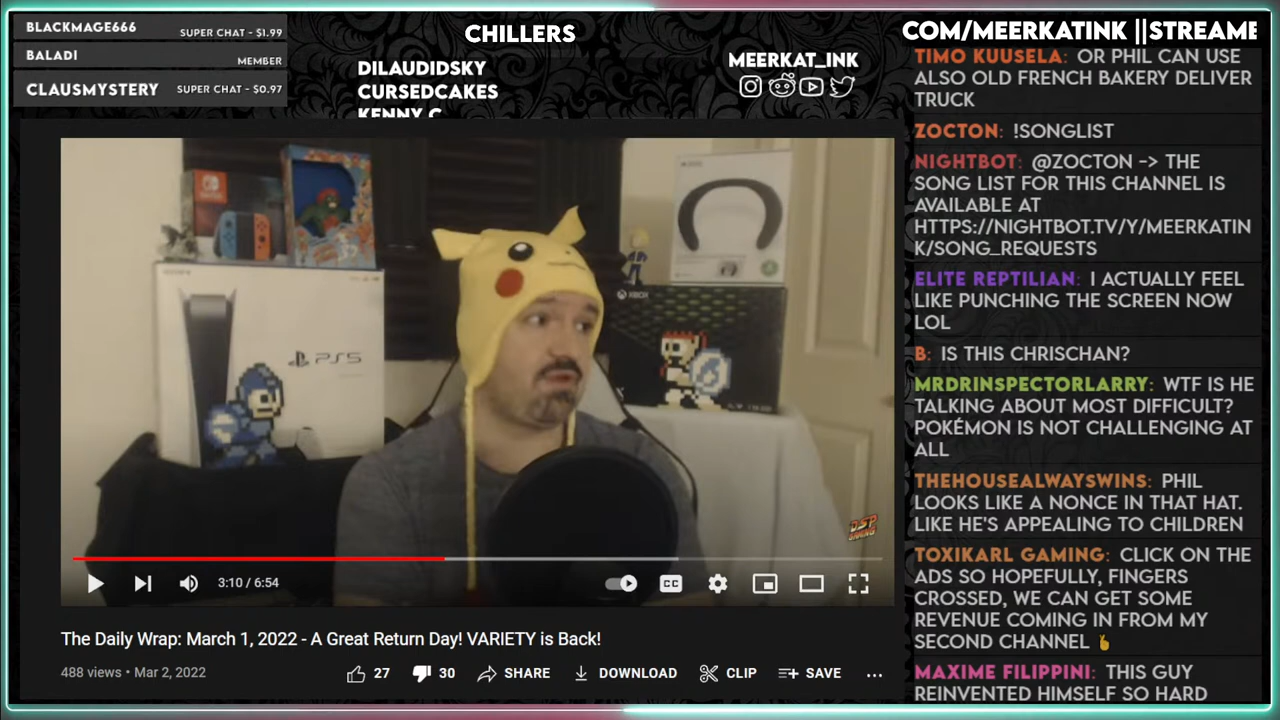 BLACKMAGE666
SUPER CHAT - $1.99
BALADI
MEMBER
CLAUSMYSTERY
SUPER CHAT - $0.97
CHILLERS
DILAUDIDSKY
CURSEDCAKES
KENNY C
MEERKAT_INK
COM/MEERKATINK ||STREAME
PS5
XBOX
DSP
GAMING
3:10 / 6:54
CC
The Daily Wrap: March 1, 2022 - A Great Return Day! VARIETY is Back!
488 views • Mar 2, 2022
27
30
SHARE
DOWNLOAD
CLIP
SAVE
TIMO KUUSELA: OR PHIL CAN USE
ALSO OLD FRENCH BAKERY DELIVER
TRUCK
ZOCTON: !SONGLIST
NIGHTBOT: @ZOCTON -> THE
SONG LIST FOR THIS CHANNEL IS
AVAILABLE AT
HTTPS://NIGHTBOT.TV/Y/MEERKATIN
K/SONG_REQUESTS
ELITE REPTILIAN: I ACTUALLY FEEL
LIKE PUNCHING THE SCREEN NOW
LOL
B: IS THIS CHRISCHAN?
MRDRINSPECTORLARRY: WTF IS HE
TALKING ABOUT MOST DIFFICULT?
POKÉMON IS NOT CHALLENGING AT
ALL
THEHOUSEALWAYSWINS: PHIL
LOOKS LIKE A NONCE IN THAT HAT.
LIKE HE'S APPEALING TO CHILDREN
TOXIKARL GAMING: CLICK ON THE
ADS SO HOPEFULLY, FINGERS
CROSSED, WE CAN GET SOME
REVENUE COMING IN FROM MY
SECOND CHANNEL
MAXIME FILIPPINI: THIS GUY
REINVENTED HIMSELF SO HARD